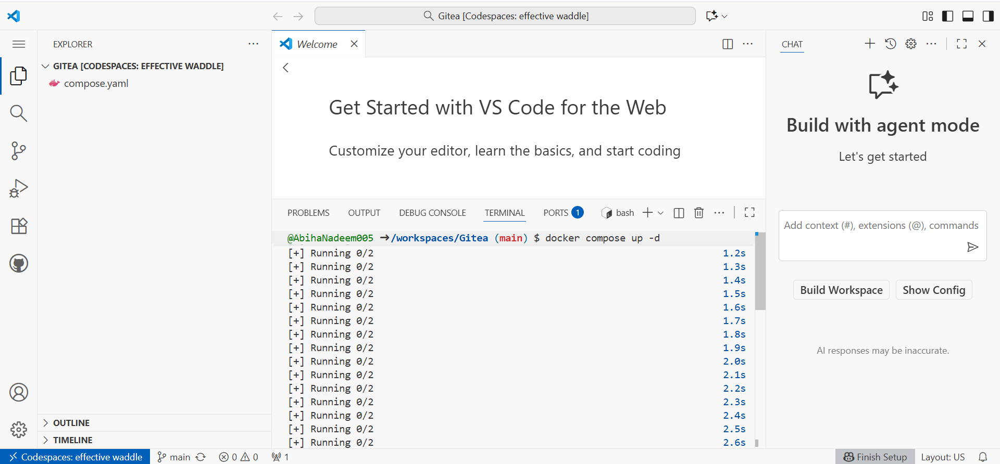 Gitea [Codespaces: effective waddle]
EXPLORER
GITEA [CODESPACES: EFFECTIVE WADDLE]
compose.yaml
OUTLINE
TIMELINE
Welcome
Get Started with VS Code for the Web
Customize your editor, learn the basics, and start coding
PROBLEMS OUTPUT DEBUG CONSOLE TERMINAL PORTS 1 bash
@AbihaNadeem005 ➜/workspaces/Gitea (main) $ docker compose up -d
[+] Running 0/2 1.2s
[+] Running 0/2 1.3s
[+] Running 0/2 1.4s
[+] Running 0/2 1.5s
[+] Running 0/2 1.6s
[+] Running 0/2 1.7s
[+] Running 0/2 1.8s
[+] Running 0/2 1.9s
[+] Running 0/2 2.0s
[+] Running 0/2 2.1s
[+] Running 0/2 2.2s
[+] Running 0/2 2.3s
[+] Running 0/2 2.4s
[+] Running 0/2 2.5s
[+] Running 0/2 2.6s
CHAT
Build with agent mode
Let's get started
Add context (#), extensions (@), commands
Build Workspace Show Config
AI responses may be inaccurate.
Codespaces: effective waddle main 0 0 1 Finish Setup Layout: US